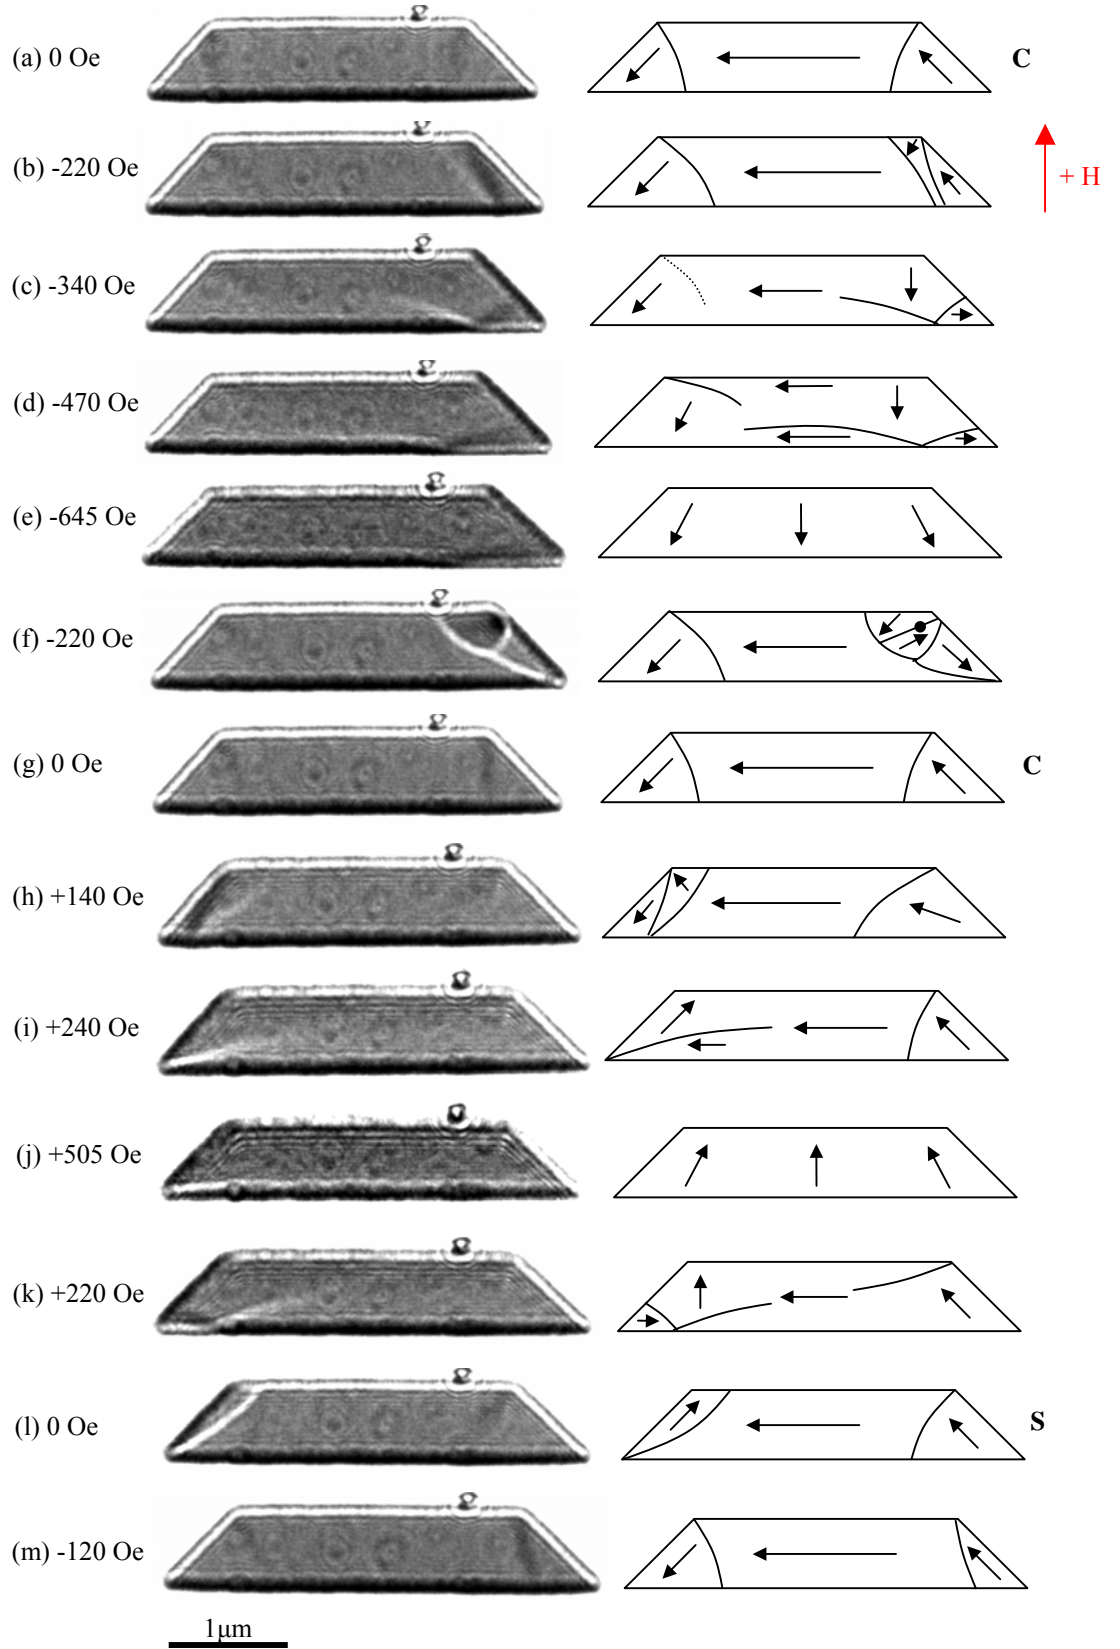 (a) 0 Oe
C
(b) -220 Oe
+ H
(c) -340 Oe
(d) -470 Oe
(e) -645 Oe
(f) -220 Oe
(g) 0 Oe
C
(h) +140 Oe
(i) +240 Oe
(j) +505 Oe
(k) +220 Oe
(l) 0 Oe
S
(m) -120 Oe
1μm